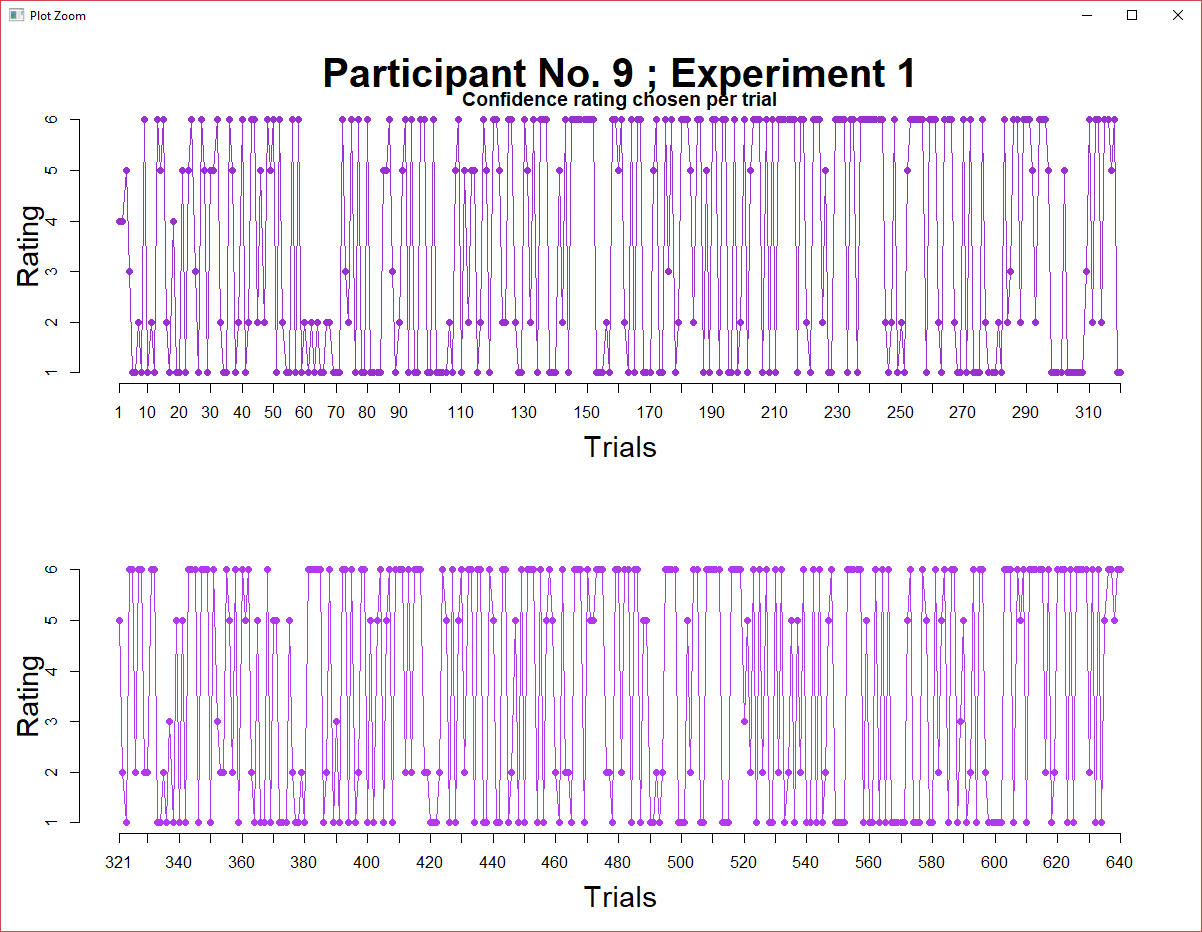 Plot Zoom
Participant No. 9 ; Experiment 1
Confidence rating chosen per trial
6
5
4
3
2
1
Rating
1 10 20 30 40 50 60 70 80 90 110 130 150 170 190 210 230 250 270 290 310
Trials
6
5
4
3
2
1
Rating
321 340 360 380 400 420 440 460 480 500 520 540 560 580 600 620 640
Trials